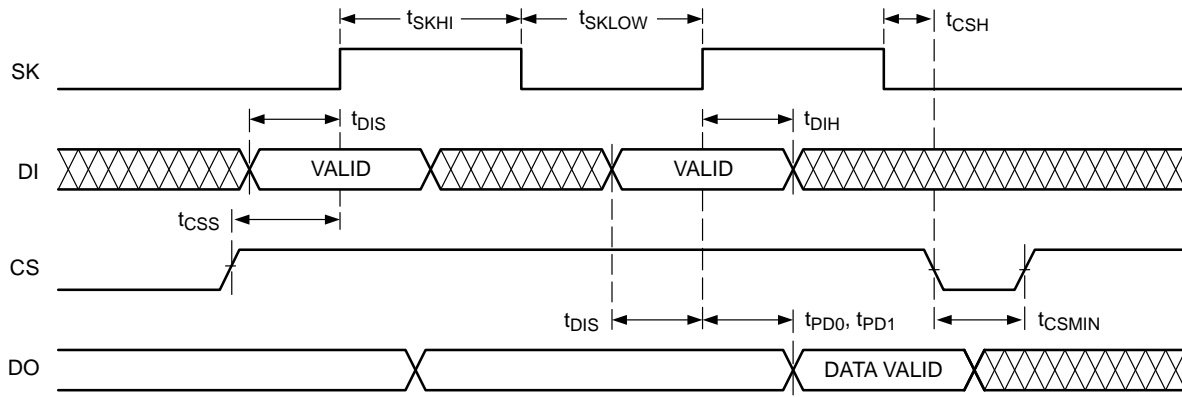 tSKHI tSKLOW tCSH
SK
tDIS tDIH
DI VALID VALID
tCSS
CS
tDIS tPD0, tPD1 tCSMIN
DO DATA VALID